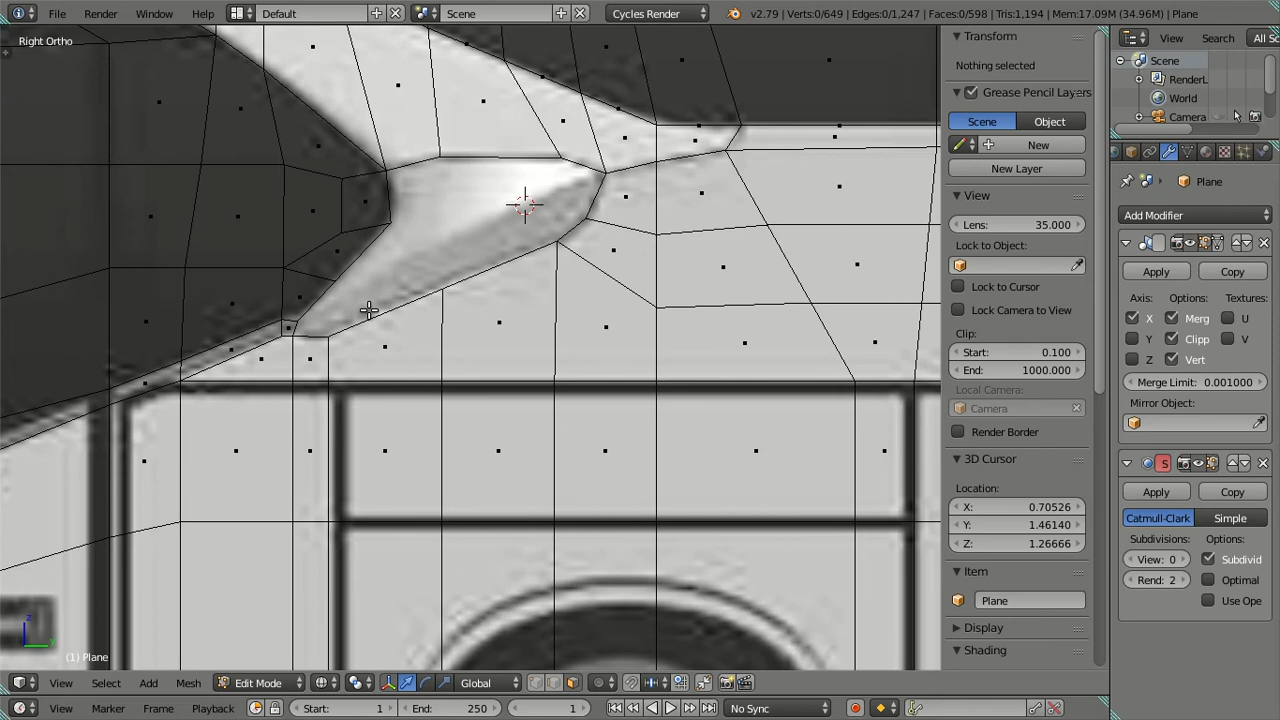 File Render Window Help Default Scene Cycles Render v2.79 | Verts:0/649 | Edges:0/1,247 | Faces:0/598 | Tris:1,194 | Mem:17.09M (34.96M) | Plane
Right Ortho
Transform
Nothing selected
Grease Pencil Layers
Scene Object
New
New Layer
View
Lens: 35.000
Lock to Object:
Lock to Cursor
Lock Camera to View
Clip:
Start: 0.100
End: 1000.000
Local Camera:
Camera
Render Border
3D Cursor
Location:
X: 0.70526
Y: 1.46140
Z: 1.26666
Item
Plane
Display
Shading
View Search All Sc
Scene
RenderL
World
Camera
Plane
Add Modifier
Apply Copy
Axis: Options: Textures:
X Merg U
Y Clipp V
Z Vert
Merge Limit: 0.001000
Mirror Object:
S
Apply Copy
Catmull-Clark Simple
Subdivisions: Options:
View: 0 Subdivid
Rend: 2 Optimal
Use Ope
z
y
(1) Plane
View Select Add Mesh Edit Mode Global
View Marker Frame Playback Start: 1 End: 250 1 No Sync